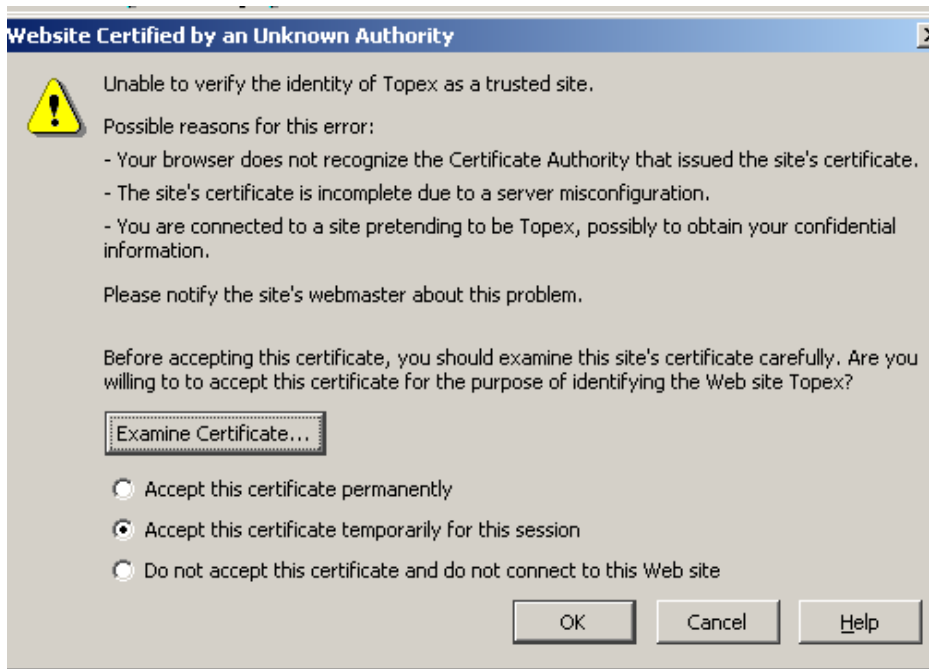 Website Certified by an Unknown Authority
Unable to verify the identity of Topex as a trusted site.
Possible reasons for this error:
- Your browser does not recognize the Certificate Authority that issued the site's certificate.
- The site's certificate is incomplete due to a server misconfiguration.
- You are connected to a site pretending to be Topex, possibly to obtain your confidential
information.
Please notify the site's webmaster about this problem.
Before accepting this certificate, you should examine this site's certificate carefully. Are you
willing to to accept this certificate for the purpose of identifying the Web site Topex?
Examine Certificate...
Accept this certificate permanently
Accept this certificate temporarily for this session
Do not accept this certificate and do not connect to this Web site
OK Cancel Help